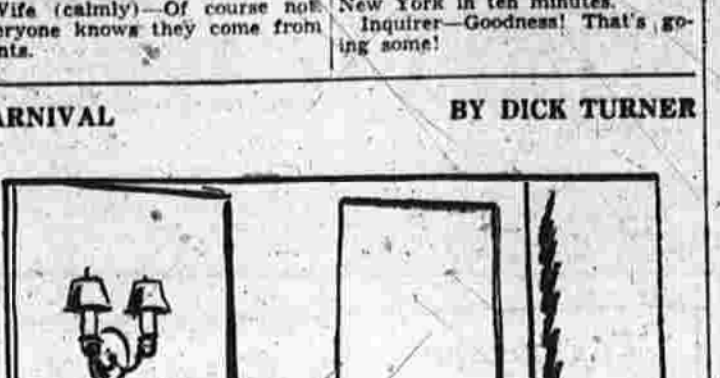 Wife (calmly)—Of course not.
eryone knows they come from
nts.
New York in ten minutes.
Inquirer—Goodness! That's go-
ing some!
ARNIVAL
BY DICK TURNER